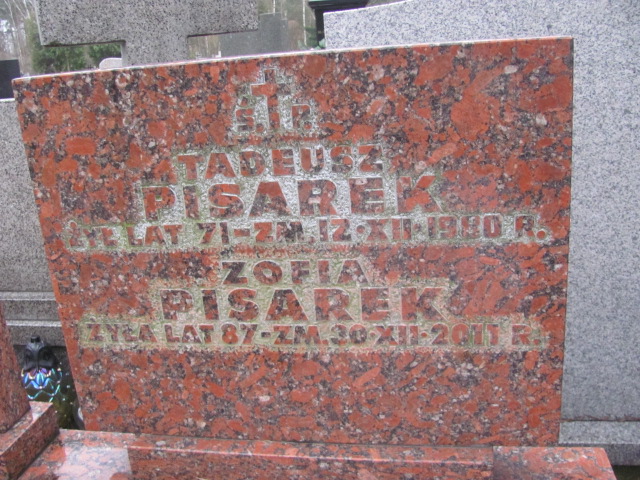 Ś.†P.
TADEUSZ
PISAREK
ŻYŁ LAT 71-ZM.12.XII.1980 R.
ZOFIA
PISAREK
ŻYŁA LAT 87-ZM.30.XII.2011 R.